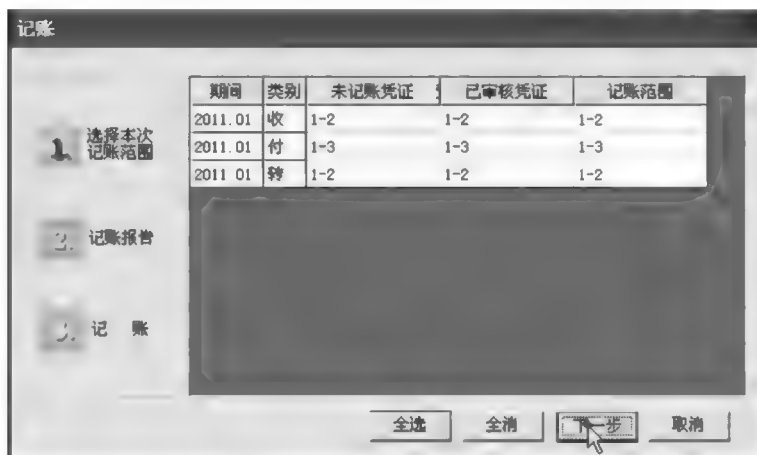 记账
期间 类别 未记账凭证 已审核凭证 记账范围
2011.01 收 1-2 1-2 1-2
2011.01 付 1-3 1-3 1-3
2011 01 转 1-2 1-2 1-2
1. 选择本次
记账范围
2. 记账报告
3. 记 账
全选 全消 下一步 取消